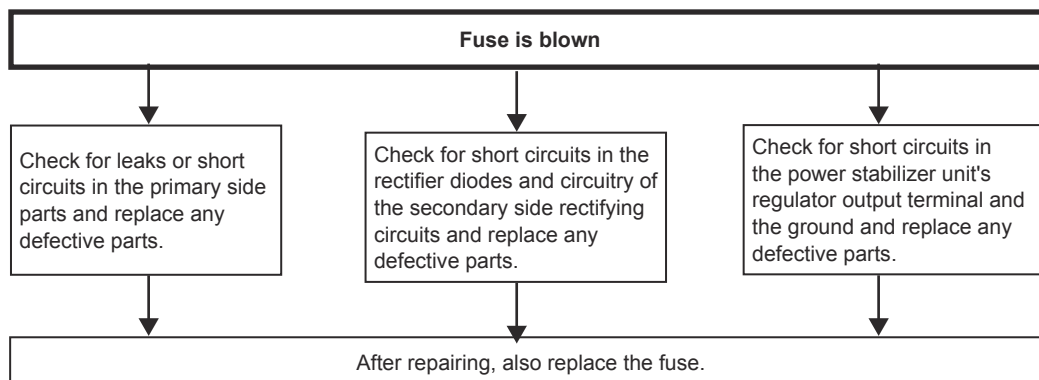 Fuse is blown
Check for leaks or short
circuits in the primary side
parts and replace any
defective parts.
Check for short circuits in the
rectifier diodes and circuitry of
the secondary side rectifying
circuits and replace any
defective parts.
Check for short circuits in
the power stabilizer unit's
regulator output terminal and
the ground and replace any
defective parts.
After repairing, also replace the fuse.